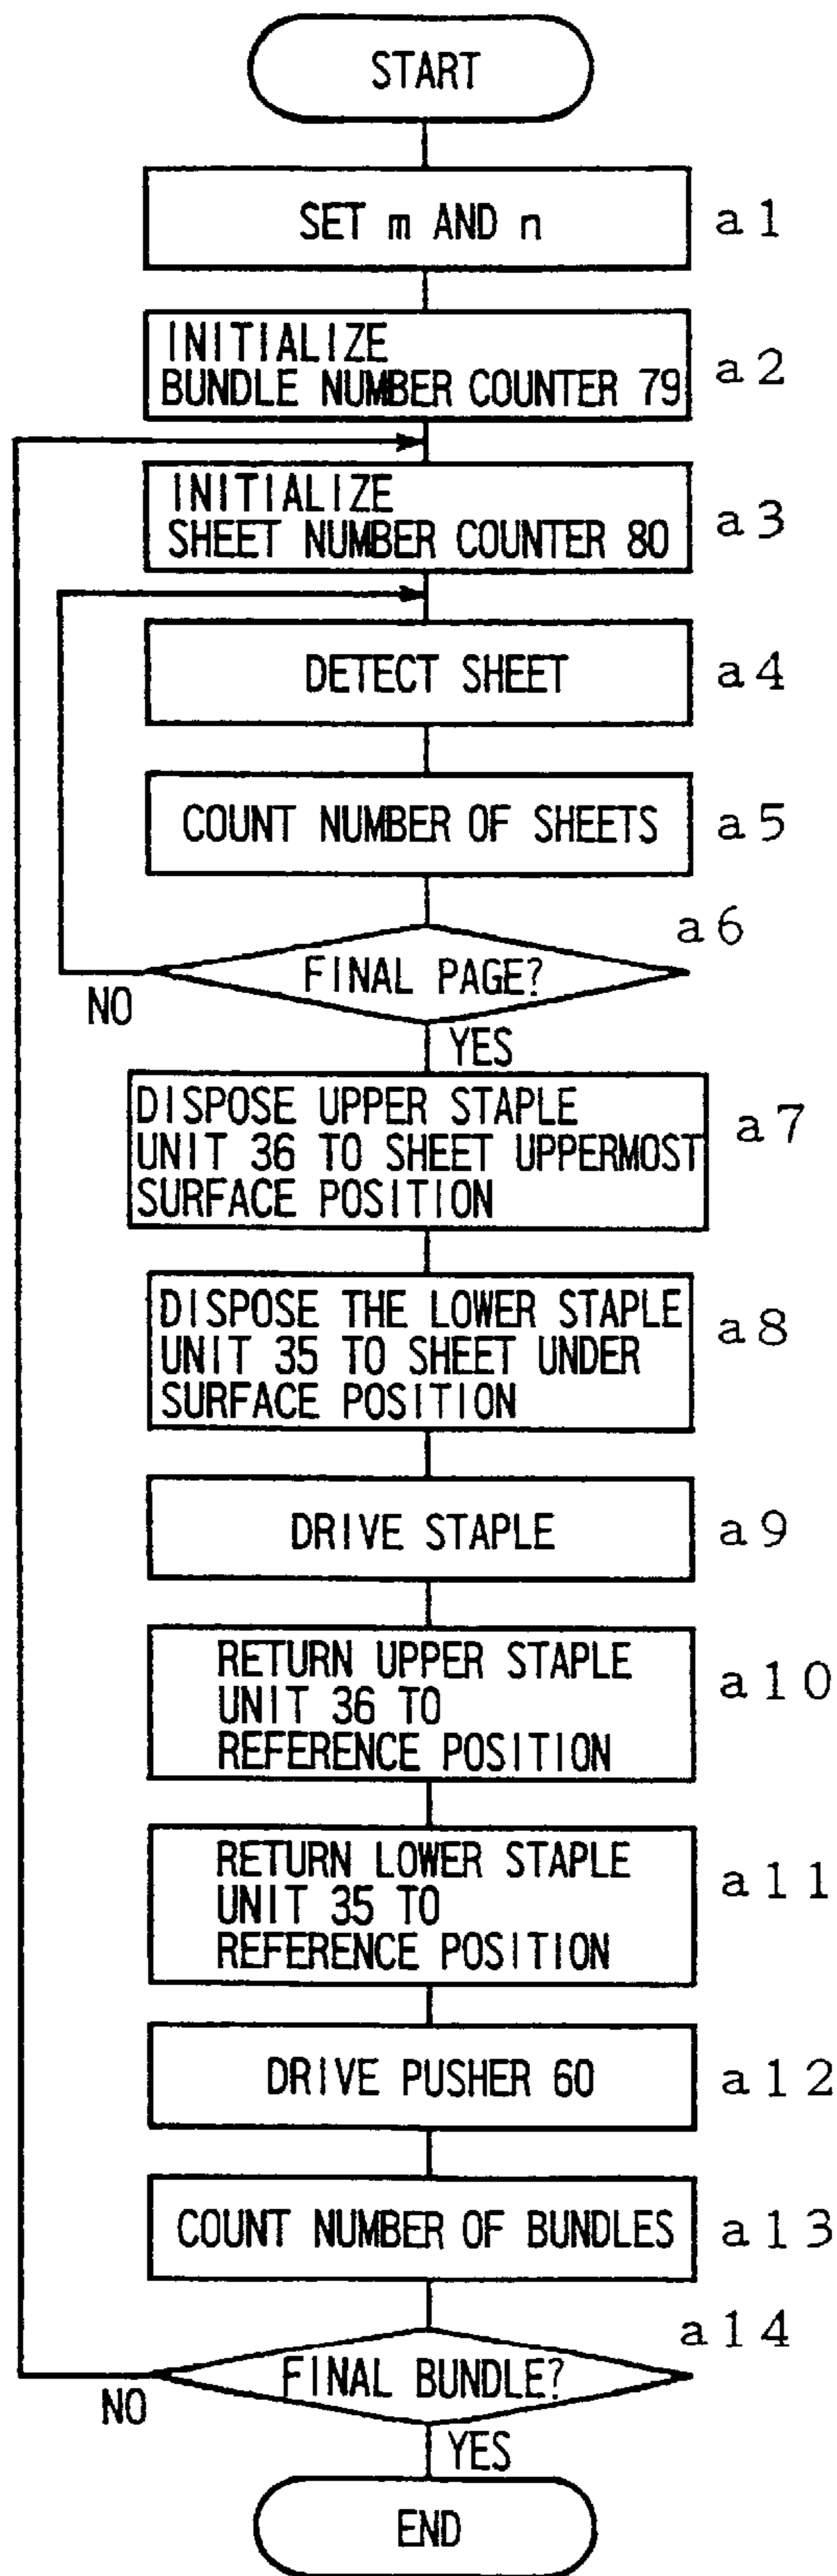 START
SET m AND n
a1
INITIALIZE
BUNDLE NUMBER COUNTER 79
a2
INITIALIZE
SHEET NUMBER COUNTER 80
a3
DETECT SHEET
a4
COUNT NUMBER OF SHEETS
a5
a6
FINAL PAGE?
NO
YES
DISPOSE UPPER STAPLE
UNIT 36 TO SHEET UPPERMOST
SURFACE POSITION
a7
DISPOSE THE LOWER STAPLE
UNIT 35 TO SHEET UNDER
SURFACE POSITION
a8
DRIVE STAPLE
a9
RETURN UPPER STAPLE
UNIT 36 TO
REFERENCE POSITION
a10
RETURN LOWER STAPLE
UNIT 35 TO
REFERENCE POSITION
a11
DRIVE PUSHER 60
a12
COUNT NUMBER OF BUNDLES
a13
a14
FINAL BUNDLE?
NO
YES
END